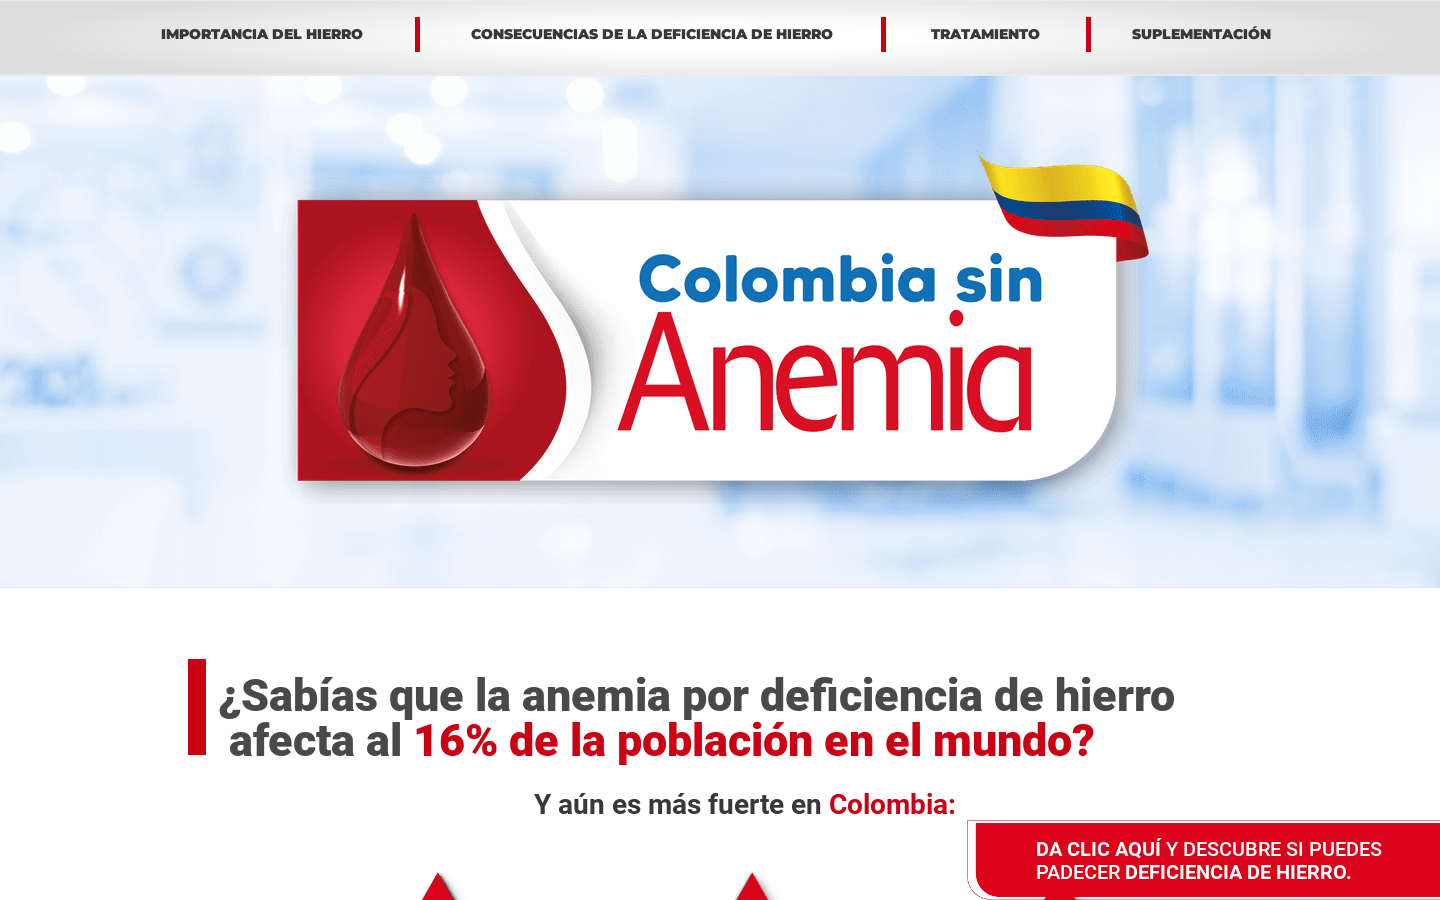 IMPORTANCIA DEL HIERRO
CONSECUENCIAS DE LA DEFICIENCIA DE HIERRO
TRATAMIENTO
SUPLEMENTACIÓN
Colombia sin
Anemia
¿Sabías que la anemia por deficiencia de hierro
afecta al 16% de la población en el mundo?
Y aún es más fuerte en Colombia:
DA CLIC AQUÍ Y DESCUBRE SI PUEDES
PADECER DEFICIENCIA DE HIERRO.